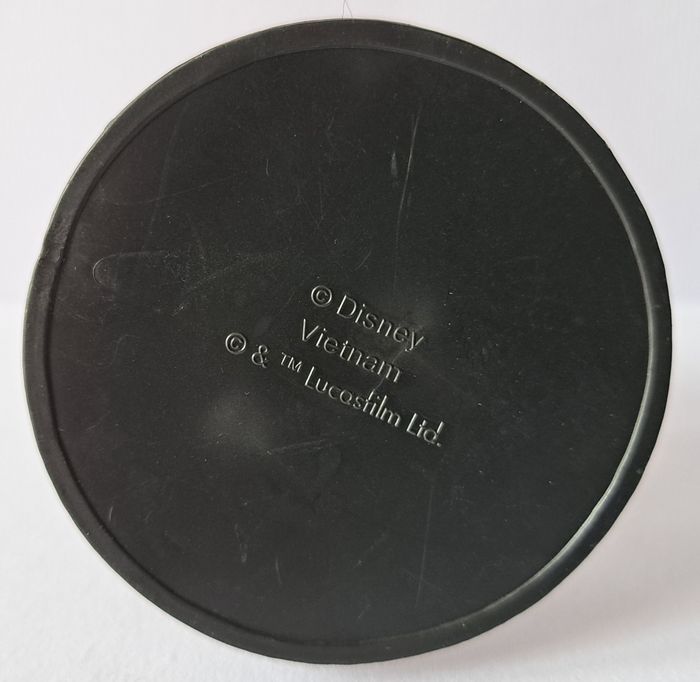 © Disney
Vietnam
© & ™ Lucasfilm Ltd.